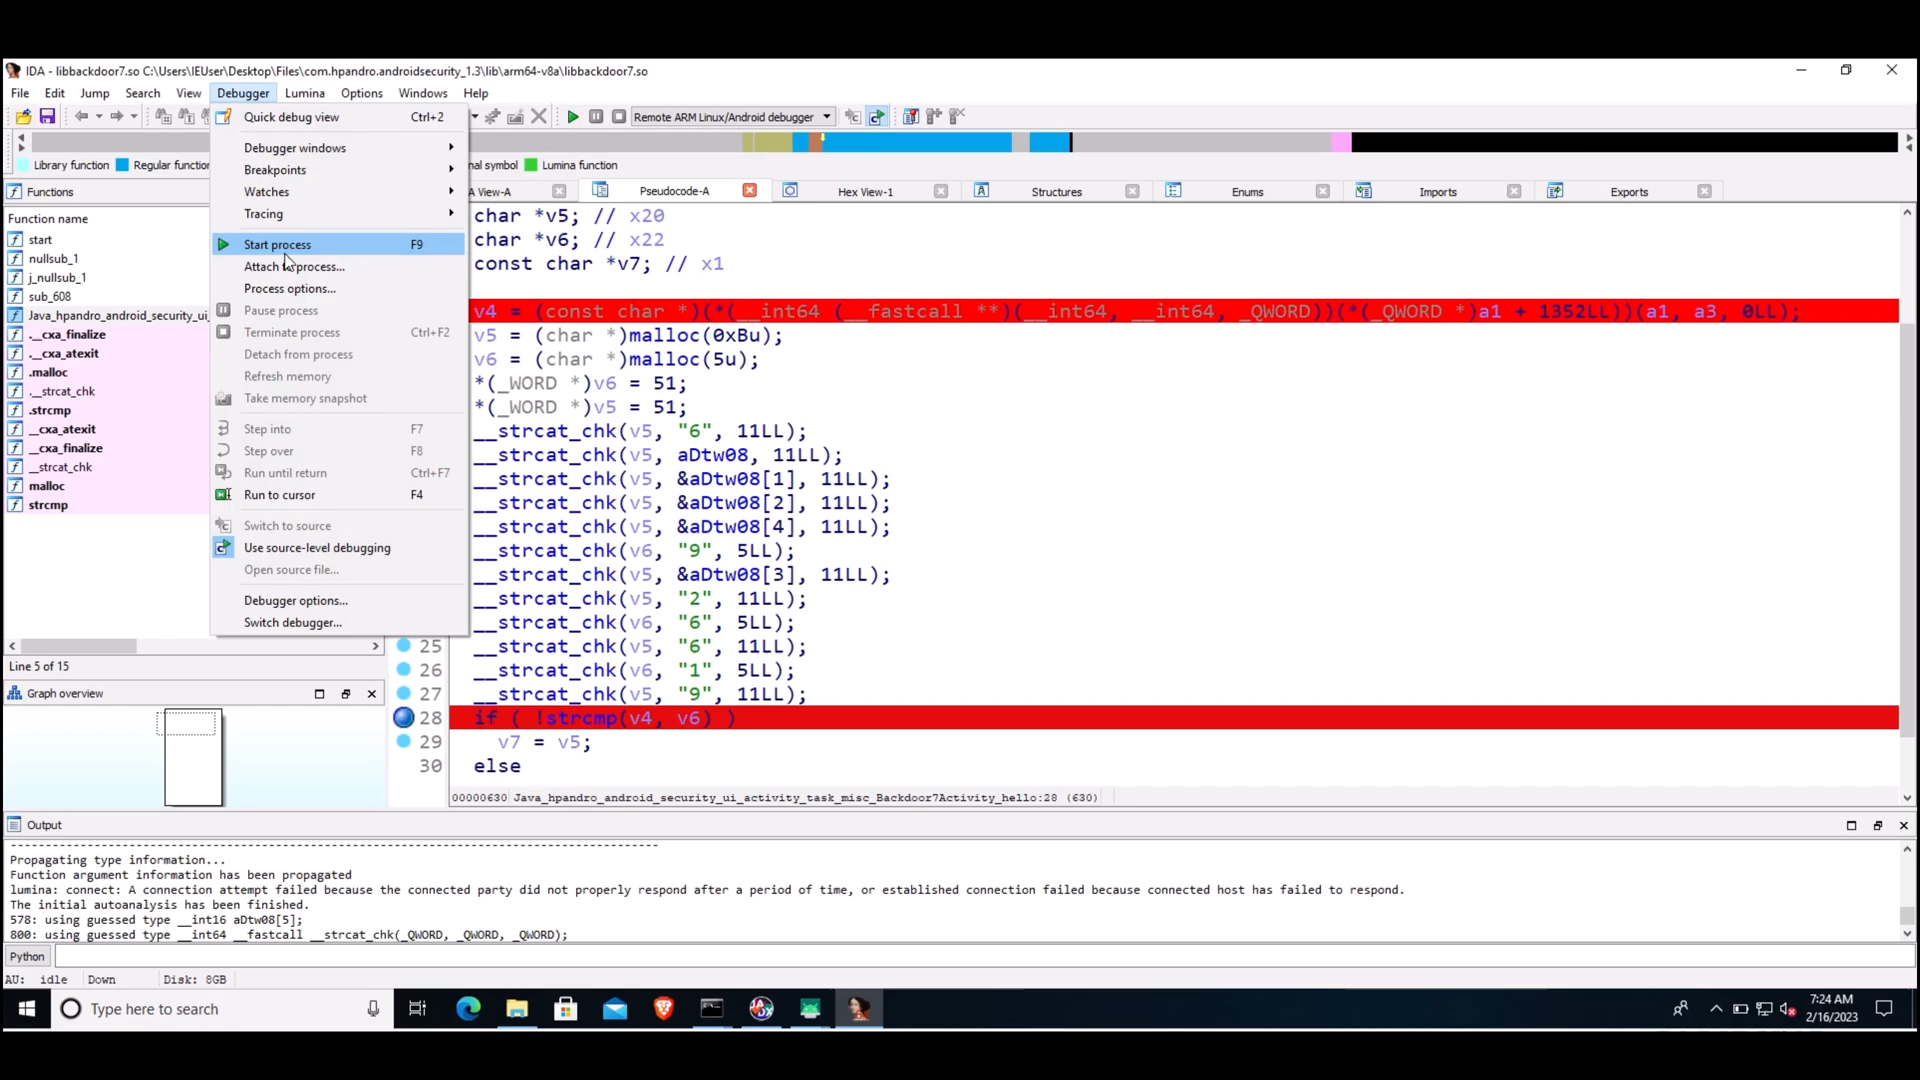 IDA - libbackdoor7.so C:\Users\IEUser\Desktop\Files\com.hpandro.androidsecurity_1.3\lib\arm64-v8a\libbackdoor7.so
File Edit Jump Search View Debugger Lumina Options Windows Help
Remote ARM Linux/Android debugger
Library function Regular function nal symbol Lumina function
Functions
View-A Pseudocode-A Hex View-1 Structures Enums Imports Exports
Function name
start
nullsub_1
j_nullsub_1
sub_608
Java_hpandro_android_security_ui_
.__cxa_finalize
.__cxa_atexit
.malloc
.__strcat_chk
.strcmp
__cxa_atexit
__cxa_finalize
__strcat_chk
malloc
strcmp
Line 5 of 15
Graph overview
Quick debug view Ctrl+2
Debugger windows
Breakpoints
Watches
Tracing
Start process F9
Attach process...
Process options...
Pause process
Terminate process Ctrl+F2
Detach from process
Refresh memory
Take memory snapshot
Step into F7
Step over F8
Run until return Ctrl+F7
Run to cursor F4
Switch to source
Use source-level debugging
Open source file...
Debugger options...
Switch debugger...
char *v5; // x20
char *v6; // x22
const char *v7; // x1
v4 = (const char *)(*(__int64 (__fastcall **)(__int64, __int64, _QWORD))(*(_QWORD *)a1 + 1352LL))(a1, a3, 0LL);
v5 = (char *)malloc(0xBu);
v6 = (char *)malloc(5u);
*(_WORD *)v6 = 51;
*(_WORD *)v5 = 51;
__strcat_chk(v5, "6", 11LL);
__strcat_chk(v5, aDtw08, 11LL);
__strcat_chk(v5, &aDtw08[1], 11LL);
__strcat_chk(v5, &aDtw08[2], 11LL);
__strcat_chk(v5, &aDtw08[4], 11LL);
__strcat_chk(v6, "9", 5LL);
__strcat_chk(v5, &aDtw08[3], 11LL);
__strcat_chk(v5, "2", 11LL);
__strcat_chk(v6, "6", 5LL);
25 __strcat_chk(v5, "6", 11LL);
26 __strcat_chk(v6, "1", 5LL);
27 __strcat_chk(v5, "9", 11LL);
28 if ( !strcmp(v4, v6) )
29 v7 = v5;
30 else
00000630 Java_hpandro_android_security_ui_activity_task_misc_Backdoor7Activity_hello:28 (630)
Output
Propagating type information...
Function argument information has been propagated
lumina: connect: A connection attempt failed because the connected party did not properly respond after a period of time, or established connection failed because connected host has failed to respond.
The initial autoanalysis has been finished.
578: using guessed type __int16 aDtw08[5];
800: using guessed type __int64 __fastcall __strcat_chk(_QWORD, _QWORD, _QWORD);
Python
AU: idle Down Disk: 8GB
Type here to search
7:24 AM
2/16/2023